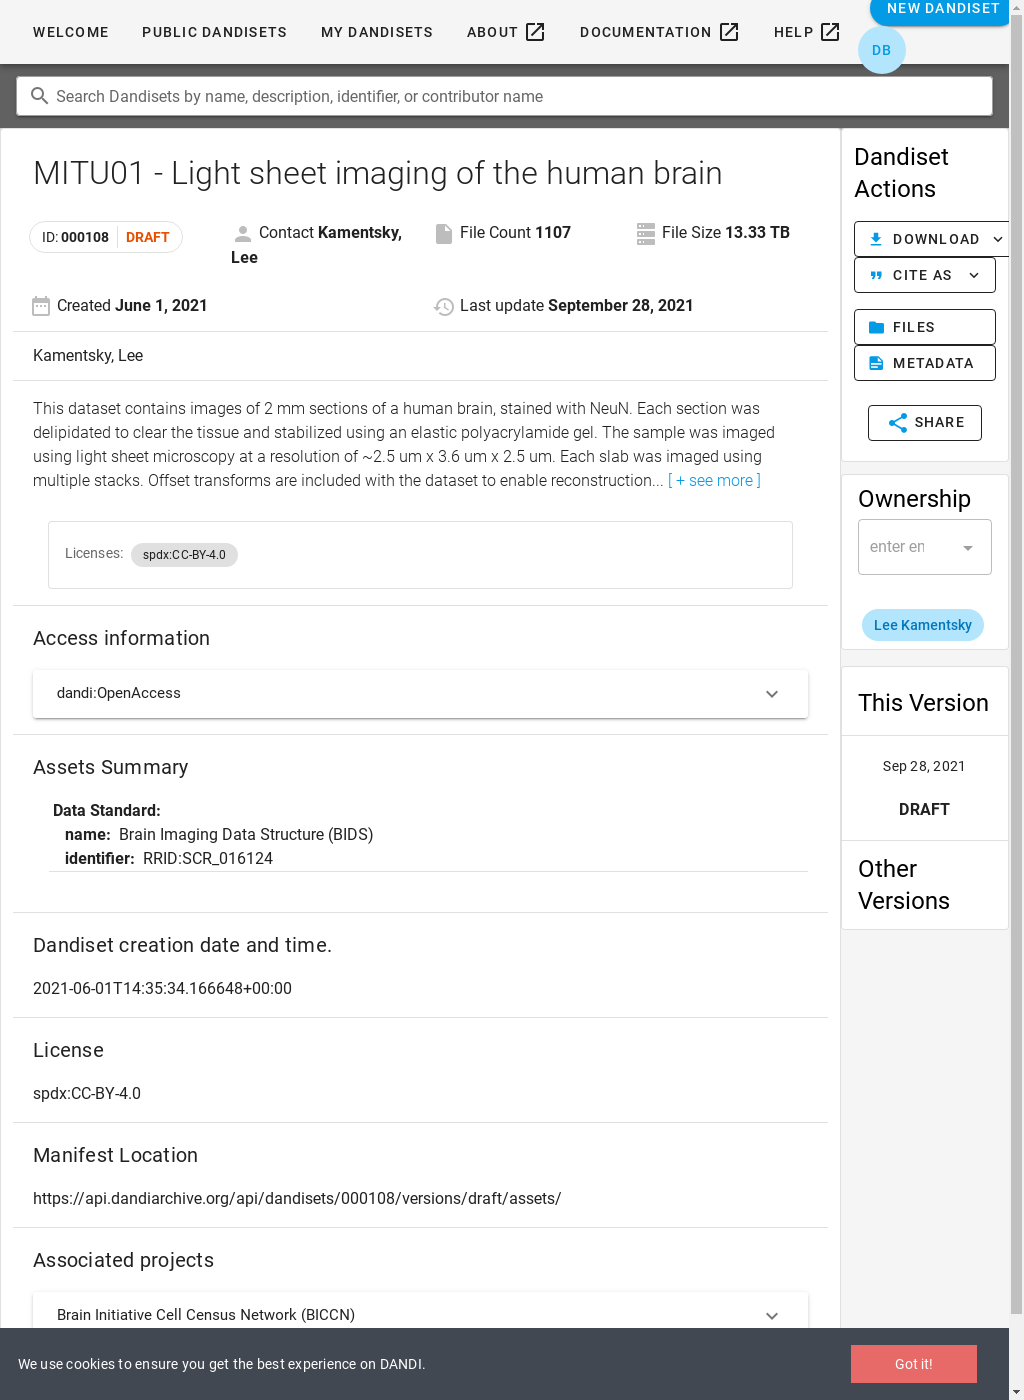 WELCOME PUBLIC DANDISETS MY DANDISETS ABOUT DOCUMENTATION HELP NEW DANDISET
DB
Search Dandisets by name, description, identifier, or contributor name
MITU01 - Light sheet imaging of the human brain
ID: 000108 DRAFT
Contact Kamentsky,
Lee
File Count 1107
File Size 13.33 TB
Created June 1, 2021
Last update September 28, 2021
Kamentsky, Lee
This dataset contains images of 2 mm sections of a human brain, stained with NeuN. Each section was
delipidated to clear the tissue and stabilized using an elastic polyacrylamide gel. The sample was imaged
using light sheet microscopy at a resolution of ~2.5 um x 3.6 um x 2.5 um. Each slab was imaged using
multiple stacks. Offset transforms are included with the dataset to enable reconstruction... [ + see more ]
Licenses: spdx:CC-BY-4.0
Access information
dandi:OpenAccess
Assets Summary
Data Standard:
name: Brain Imaging Data Structure (BIDS)
identifier: RRID:SCR_016124
Dandiset creation date and time.
2021-06-01T14:35:34.166648+00:00
License
spdx:CC-BY-4.0
Manifest Location
https://api.dandiarchive.org/api/dandisets/000108/versions/draft/assets/
Associated projects
Brain Initiative Cell Census Network (BICCN)
Dandiset
Actions
DOWNLOAD
CITE AS
FILES
METADATA
SHARE
Ownership
enter en
Lee Kamentsky
This Version
Sep 28, 2021
DRAFT
Other
Versions
We use cookies to ensure you get the best experience on DANDI.
Got it!